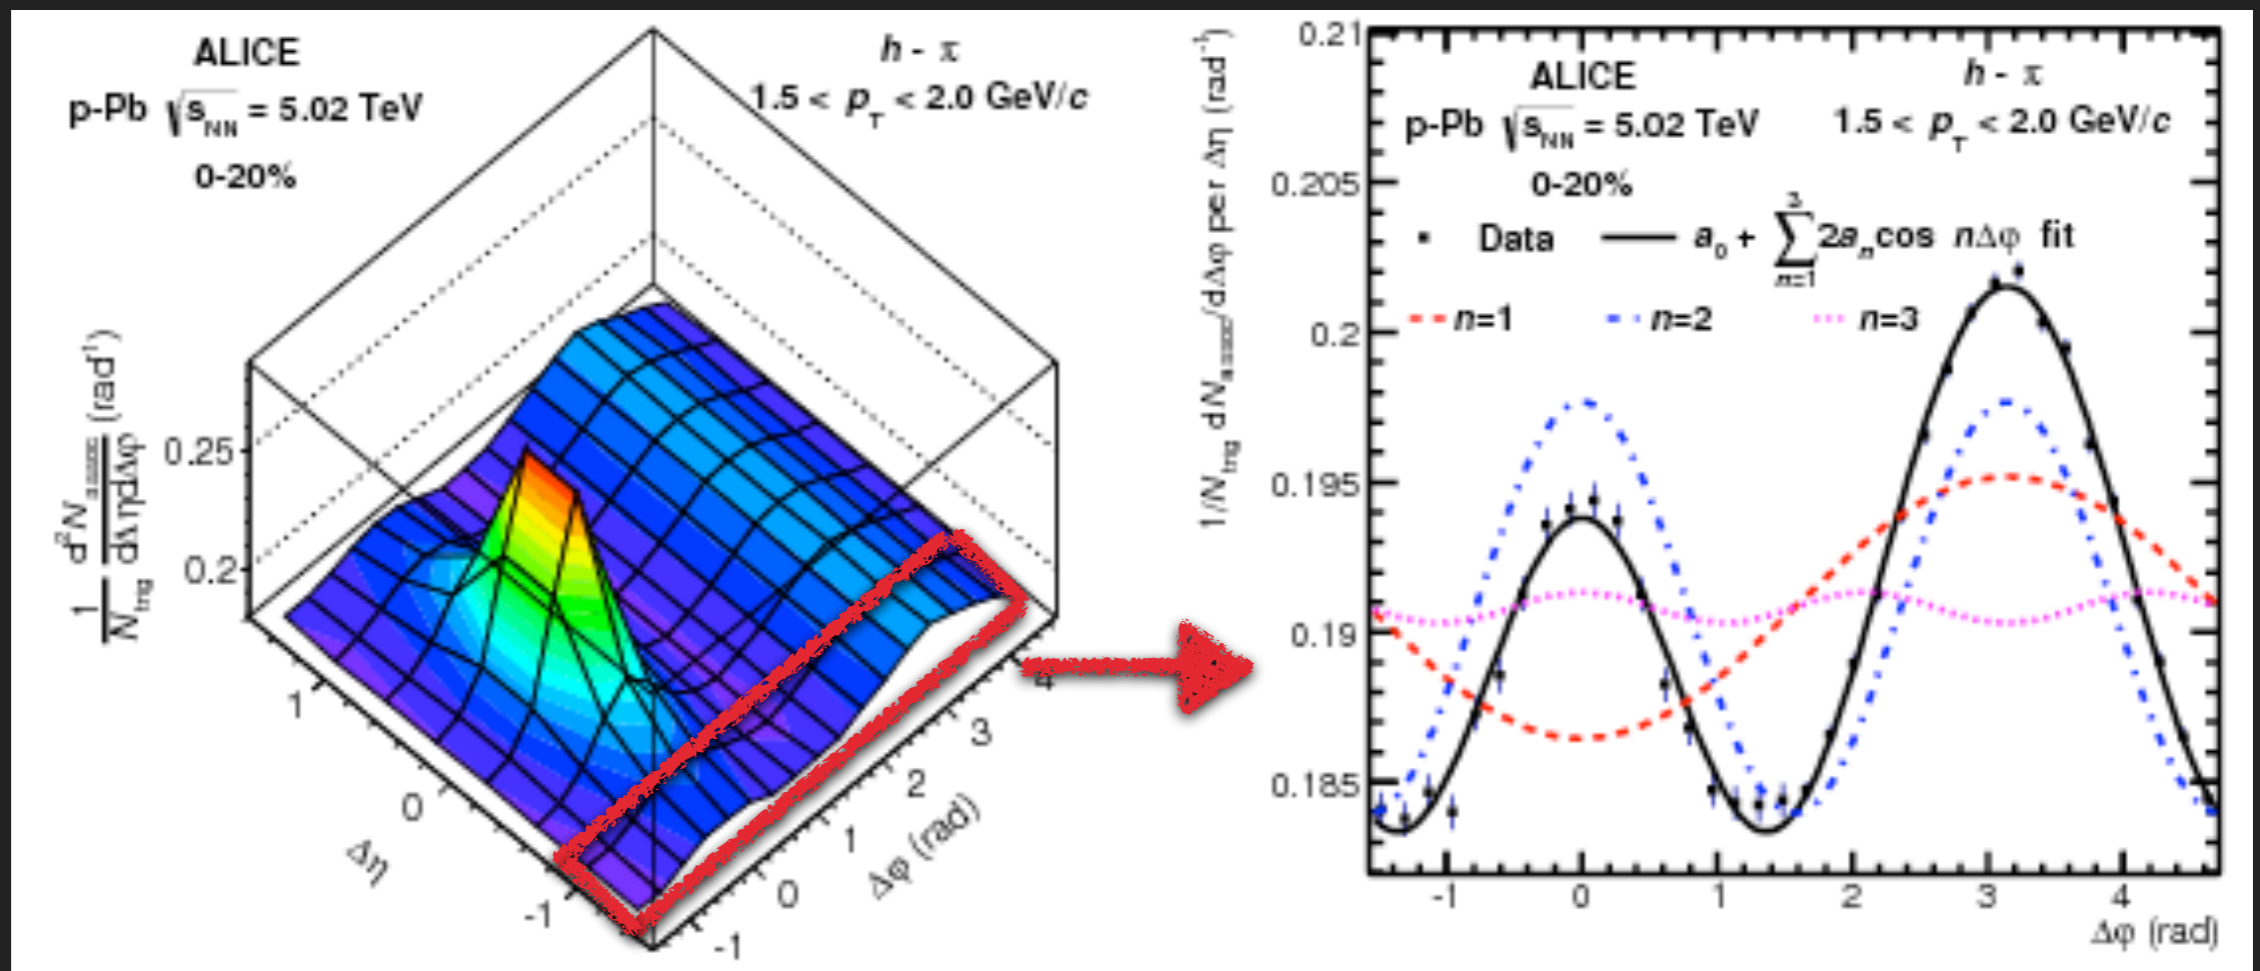 ALICE
p-Pb √s_NN = 5.02 TeV
0-20%
h - π
1.5 < p_T < 2.0 GeV/c
1/N_trig d²N_assoc/dΔηdΔφ (rad⁻¹)
0.25
0.2
1
0
-1
Δη
-1
0
1
2
3
4
Δφ (rad)
1/N_trig dN_assoc/dΔφ per Δη (rad⁻¹)
0.21
0.205
0.2
0.195
0.19
0.185
ALICE
h - π
p-Pb √s_NN = 5.02 TeV
1.5 < p_T < 2.0 GeV/c
0-20%
Data
a_0 + ∑_{n=1}^{3} 2a_n cos nΔφ fit
n=1 n=2 n=3
-1 0 1 2 3 4
Δφ (rad)